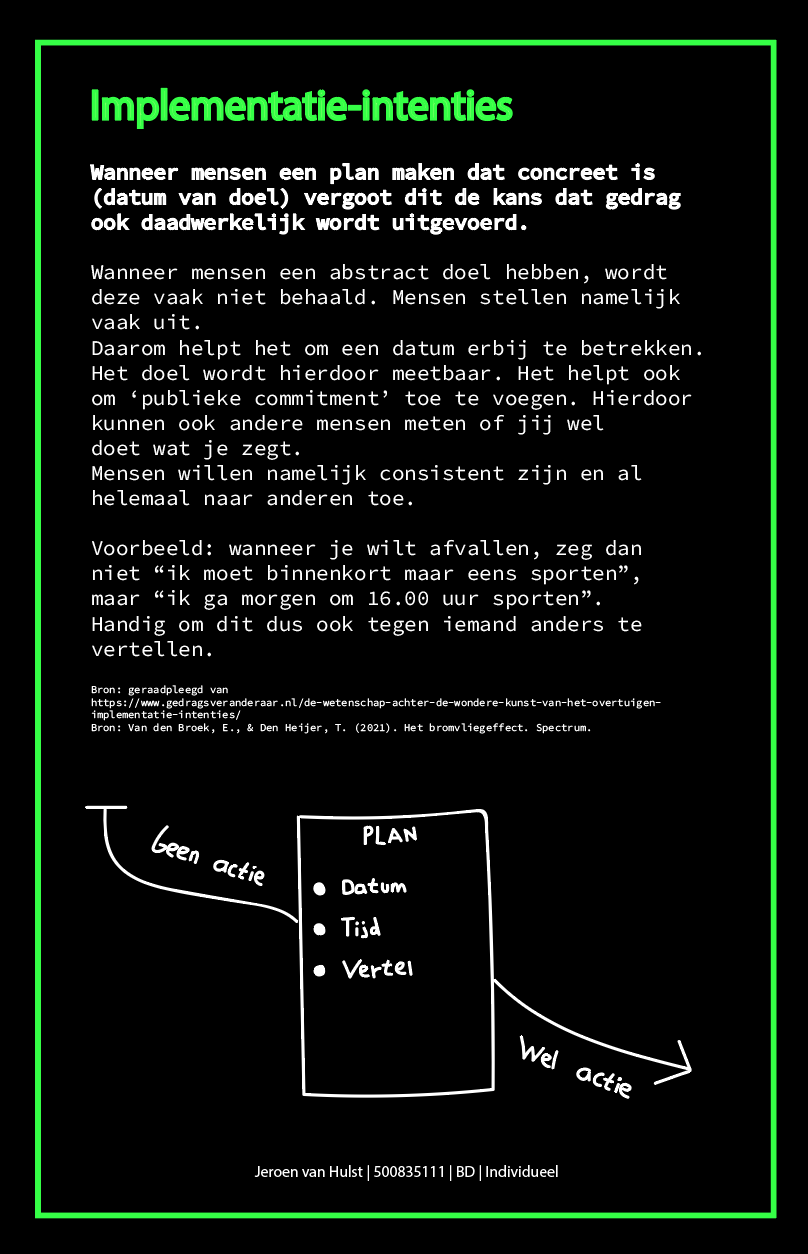 Implementatie-intenties
Wanneer mensen een plan maken dat concreet is
(datum van doel) vergoot dit de kans dat gedrag
ook daadwerkelijk wordt uitgevoerd.
Wanneer mensen een abstract doel hebben, wordt
deze vaak niet behaald. Mensen stellen namelijk
vaak uit.
Daarom helpt het om een datum erbij te betrekken.
Het doel wordt hierdoor meetbaar. Het helpt ook
om ‘publieke commitment’ toe te voegen. Hierdoor
kunnen ook andere mensen meten of jij wel
doet wat je zegt.
Mensen willen namelijk consistent zijn en al
helemaal naar anderen toe.
Voorbeeld: wanneer je wilt afvallen, zeg dan
niet “ik moet binnenkort maar eens sporten”,
maar “ik ga morgen om 16.00 uur sporten”.
Handig om dit dus ook tegen iemand anders te
vertellen.
Bron: geraadpleegd van
https://www.gedragsveranderaar.nl/de-wetenschap-achter-de-wondere-kunst-van-het-overtuigen-
implementatie-intenties/
Bron: Van den Broek, E., & Den Heijer, T. (2021). Het bromvliegeffect. Spectrum.
Geen actie
PLAN
Datum
Tijd
Vertel
Wel actie
Jeroen van Hulst | 500835111 | BD | Individueel